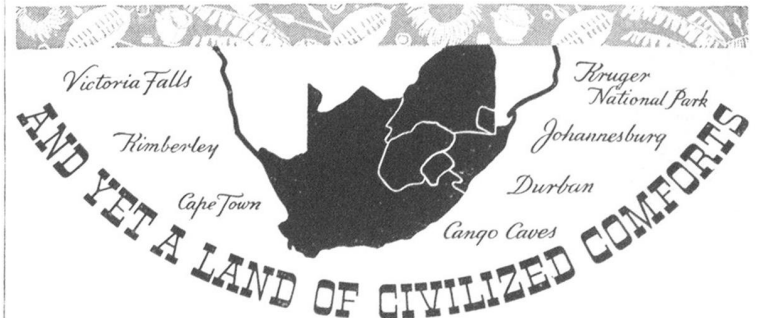 Victoria Falls
Kruger
National Park
Kimberley
Johannesburg
Cape Town
Durban
Cango Caves
AND YET A LAND OF CIVILIZED COMFORTS